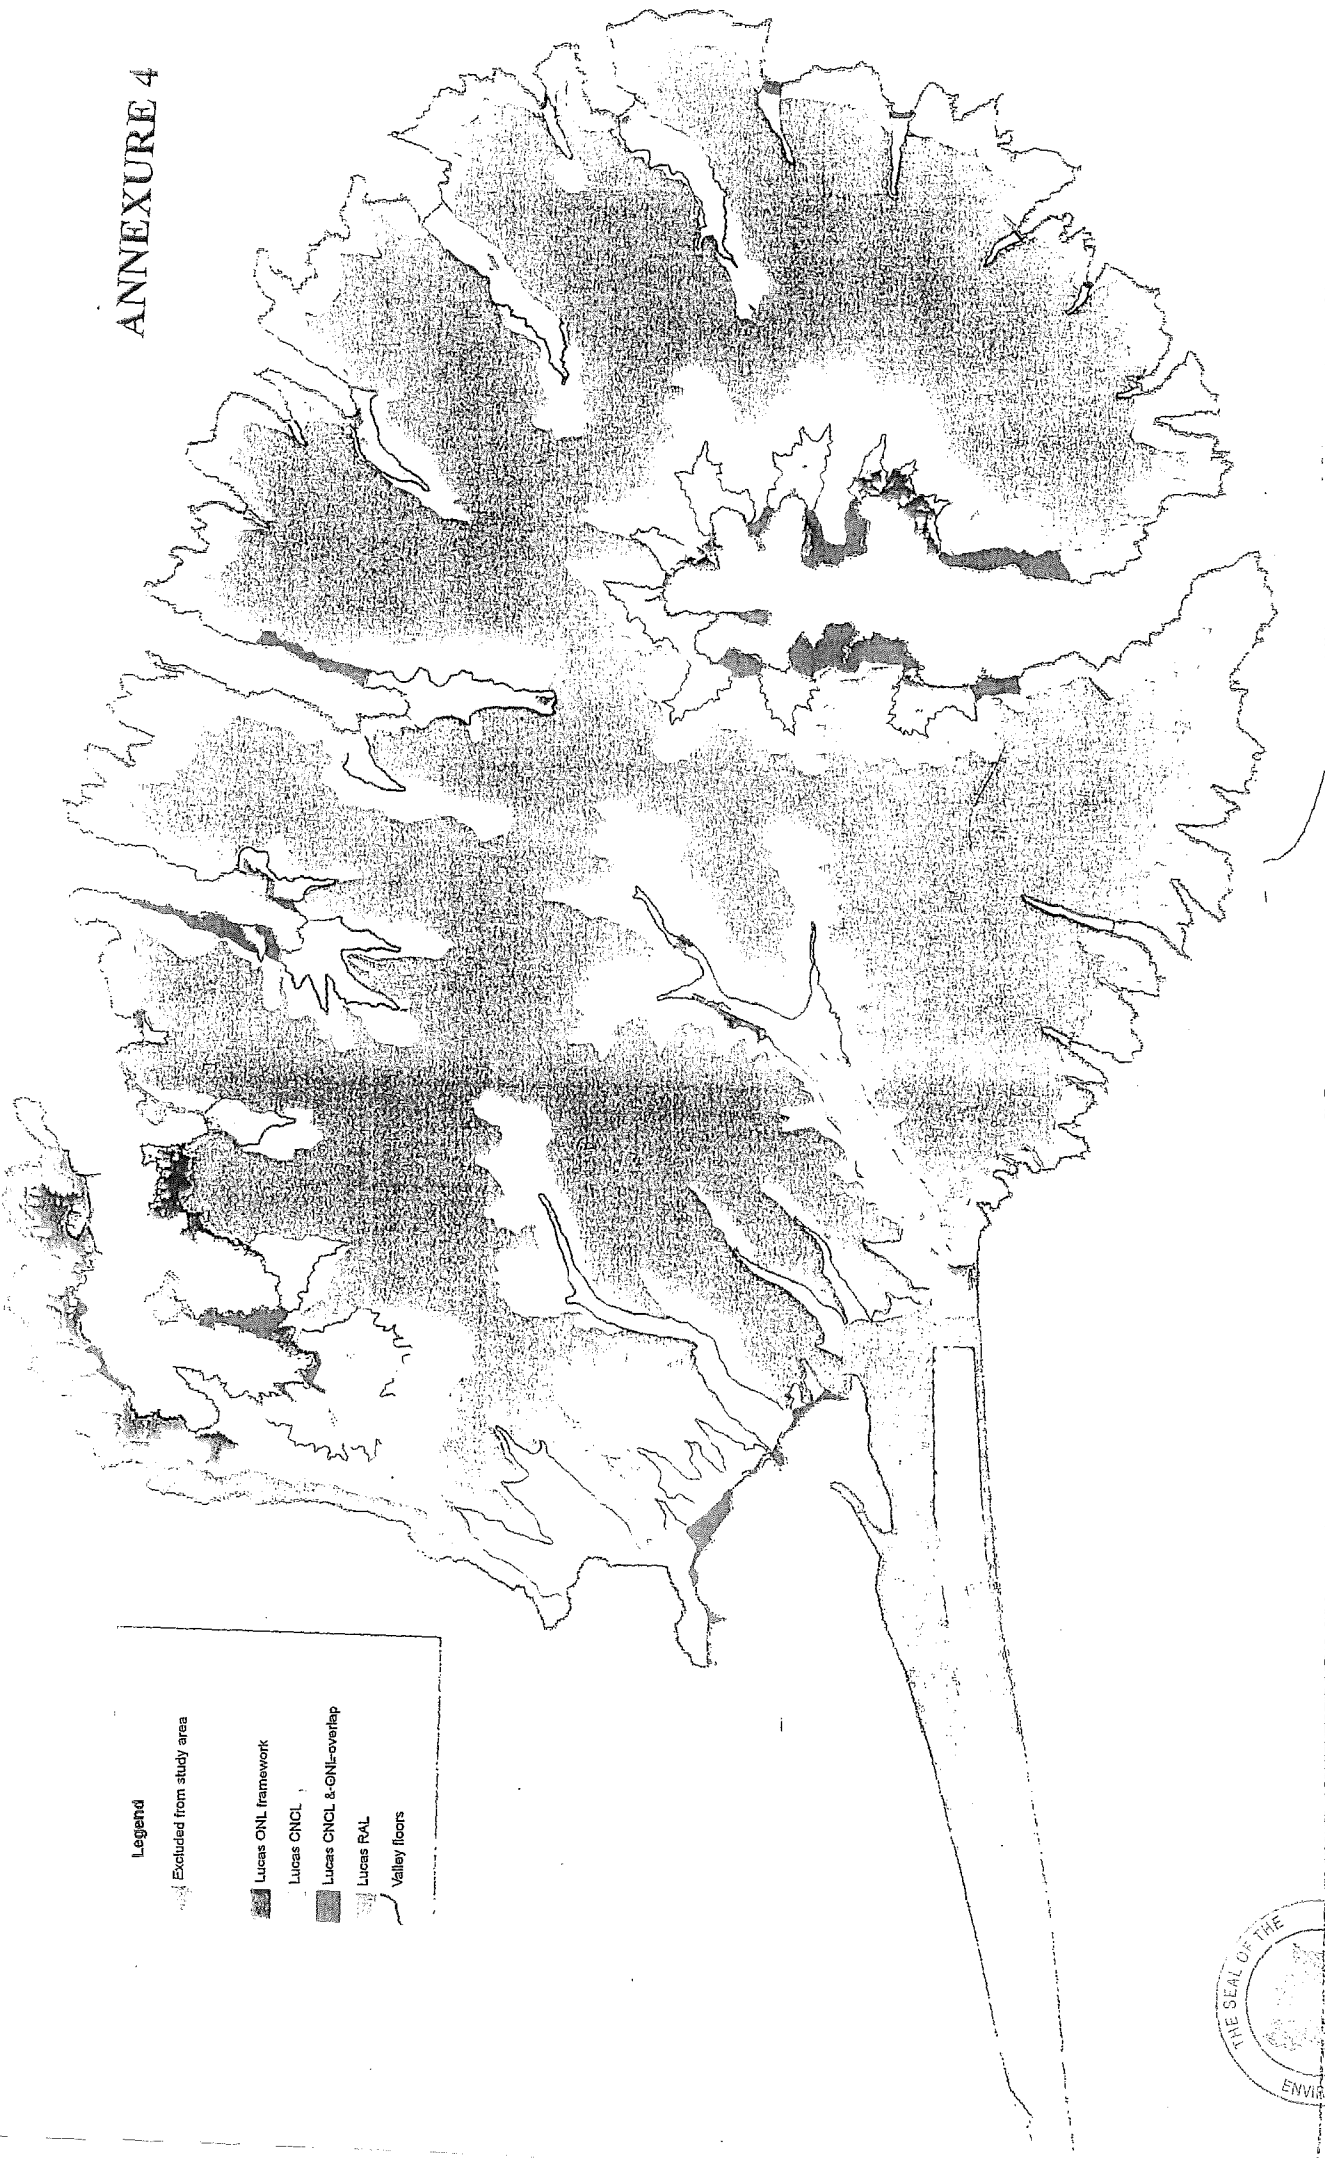 ANNEXURE 4
Legend
Excluded from study area
Lucas ONL framework
Lucas CNCL
Lucas CNCL & ONL overlap
Lucas RAL
Valley floors
THE SEAL OF THE